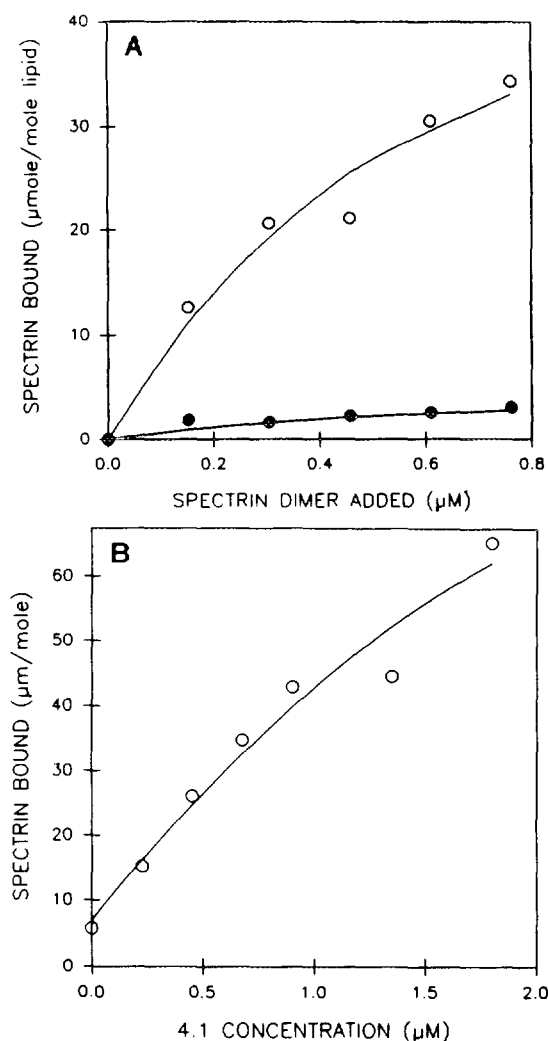 A
SPECTRIN BOUND (µmole/mole lipid)
40
30
20
10
0
0.0 0.2 0.4 0.6 0.8
SPECTRIN DIMER ADDED (µM)
B
SPECTRIN BOUND (µm/mole)
60
50
40
30
20
10
0
0.0 0.5 1.0 1.5 2.0
4.1 CONCENTRATION (µM)